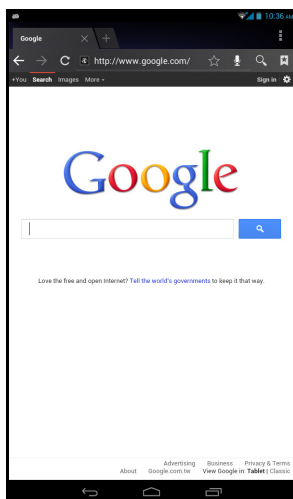 10:36 AM
Google
http://www.google.com/
+You Search Images More
Sign in
Google
Love the free and open Internet? Tell the world's governments to keep it that way.
Advertising Business Privacy & Terms
About Google.com.tw View Google in: Tablet | Classic